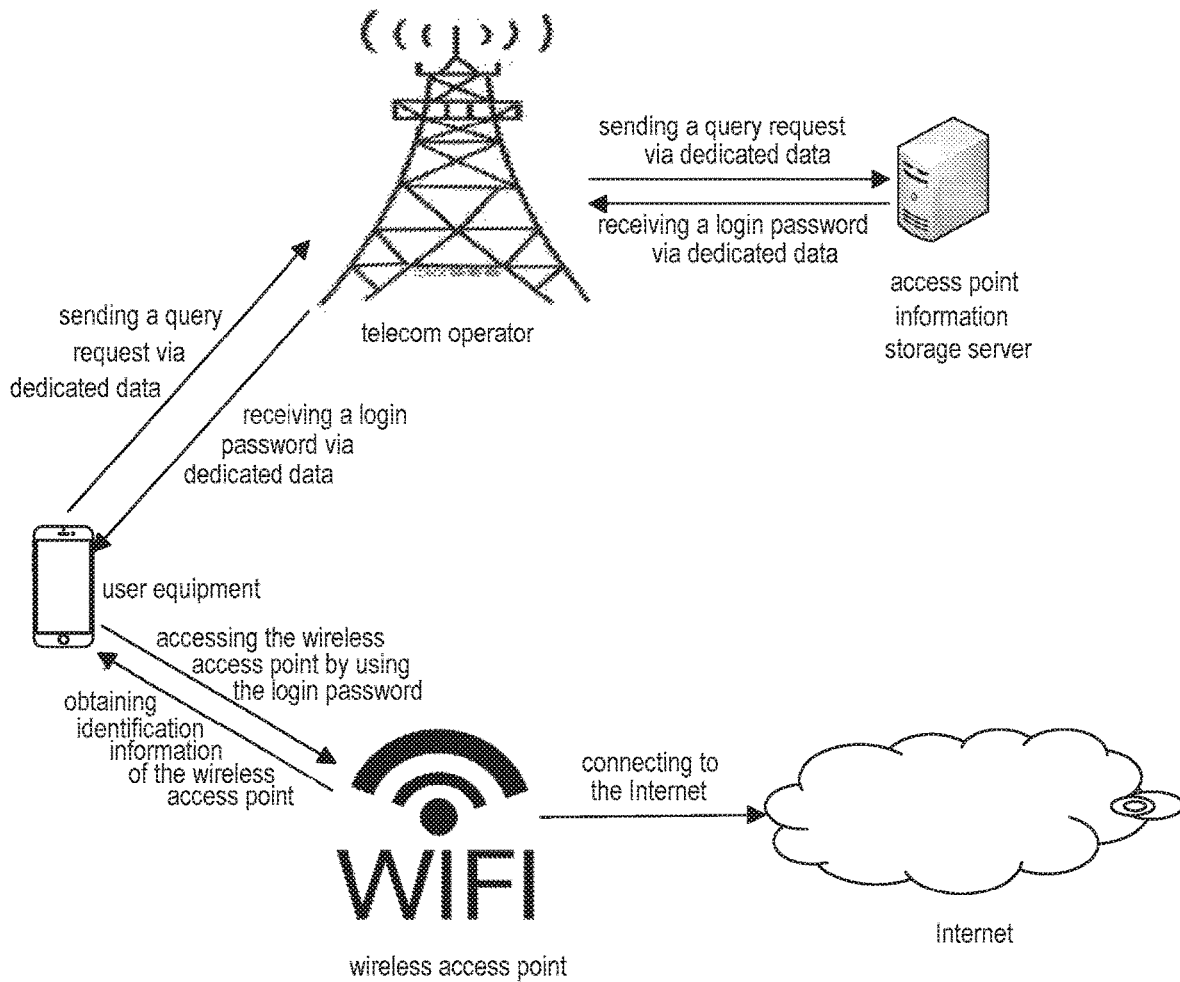 sending a query request
via dedicated data
receiving a login password
via dedicated data
access point
information
storage server
telecom operator
sending a query
request via
dedicated data
receiving a login
password via
dedicated data
user equipment
accessing the wireless
access point by using
the login password
obtaining
identification
information
of the wireless
access point
connecting to
the Internet
WIFI
wireless access point
Internet